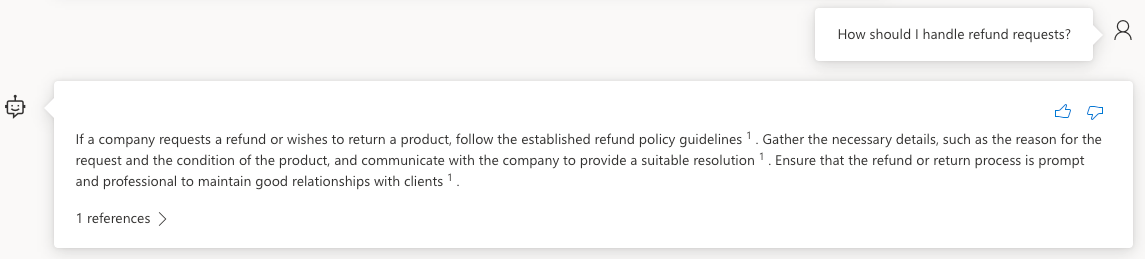 How should I handle refund requests?
If a company requests a refund or wishes to return a product, follow the established refund policy guidelines 1 . Gather the necessary details, such as the reason for the
request and the condition of the product, and communicate with the company to provide a suitable resolution 1 . Ensure that the refund or return process is prompt
and professional to maintain good relationships with clients 1 .
1 references